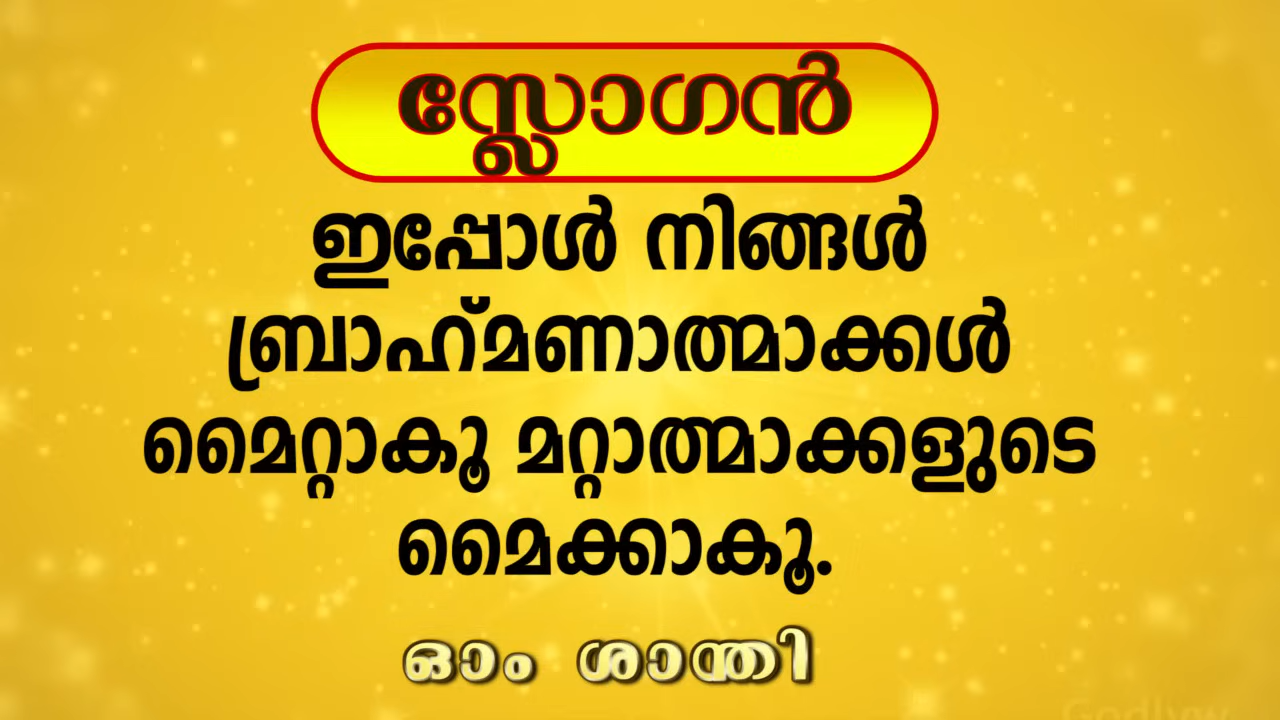 സ്ലോഗൻ
ഇപ്പോൾ നിങ്ങൾ
ബ്രാഹ്‌മണാത്മാക്കൾ
മൈറ്റാകൂ മറ്റാത്മാക്കളുടെ
മൈക്കാകൂ.
ഓം ശാന്തി